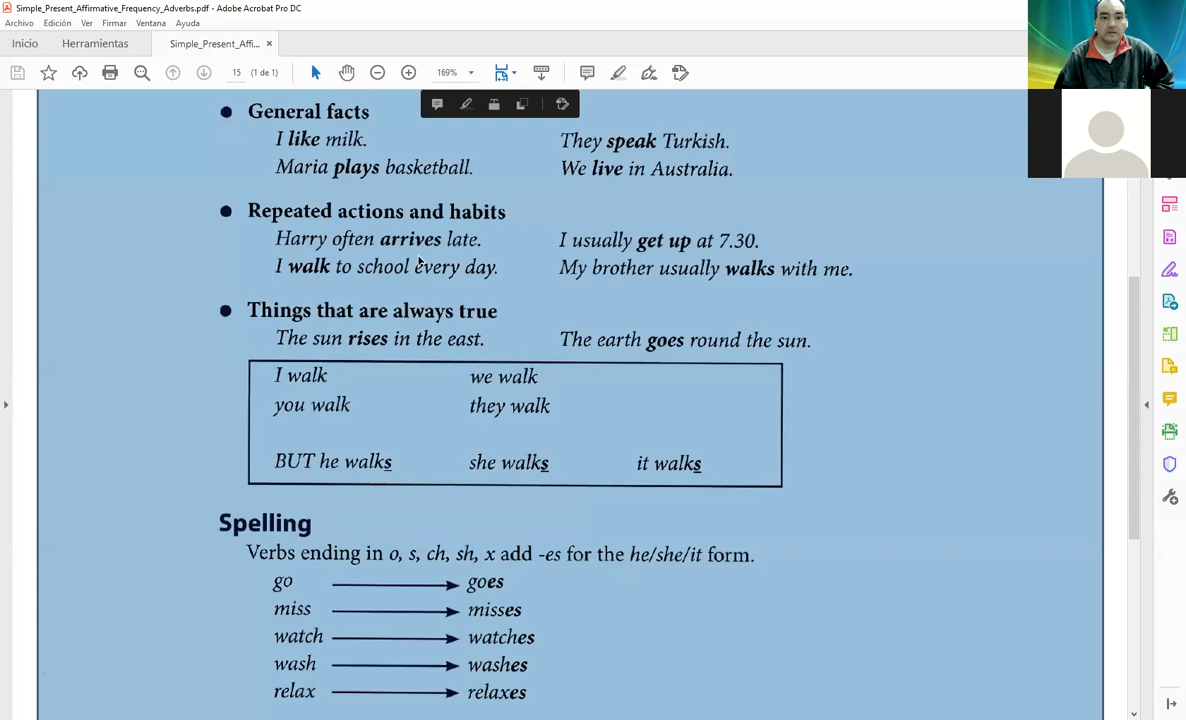 Simple_Present_Affirmative_Frequency_Adverbs.pdf - Adobe Acrobat Pro DC
Archivo Edición Ver Firmar Ventana Ayuda
Inicio Herramientas Simple_Present_Affi... ×
15 (1 de 1) 169%
General facts
I like milk. They speak Turkish.
Maria plays basketball. We live in Australia.
Repeated actions and habits
Harry often arrives late. I usually get up at 7.30.
I walk to school every day. My brother usually walks with me.
Things that are always true
The sun rises in the east. The earth goes round the sun.
I walk we walk
you walk they walk
BUT he walks she walks it walks
Spelling
Verbs ending in o, s, ch, sh, x add -es for the he/she/it form.
go goes
miss misses
watch watches
wash washes
relax relaxes